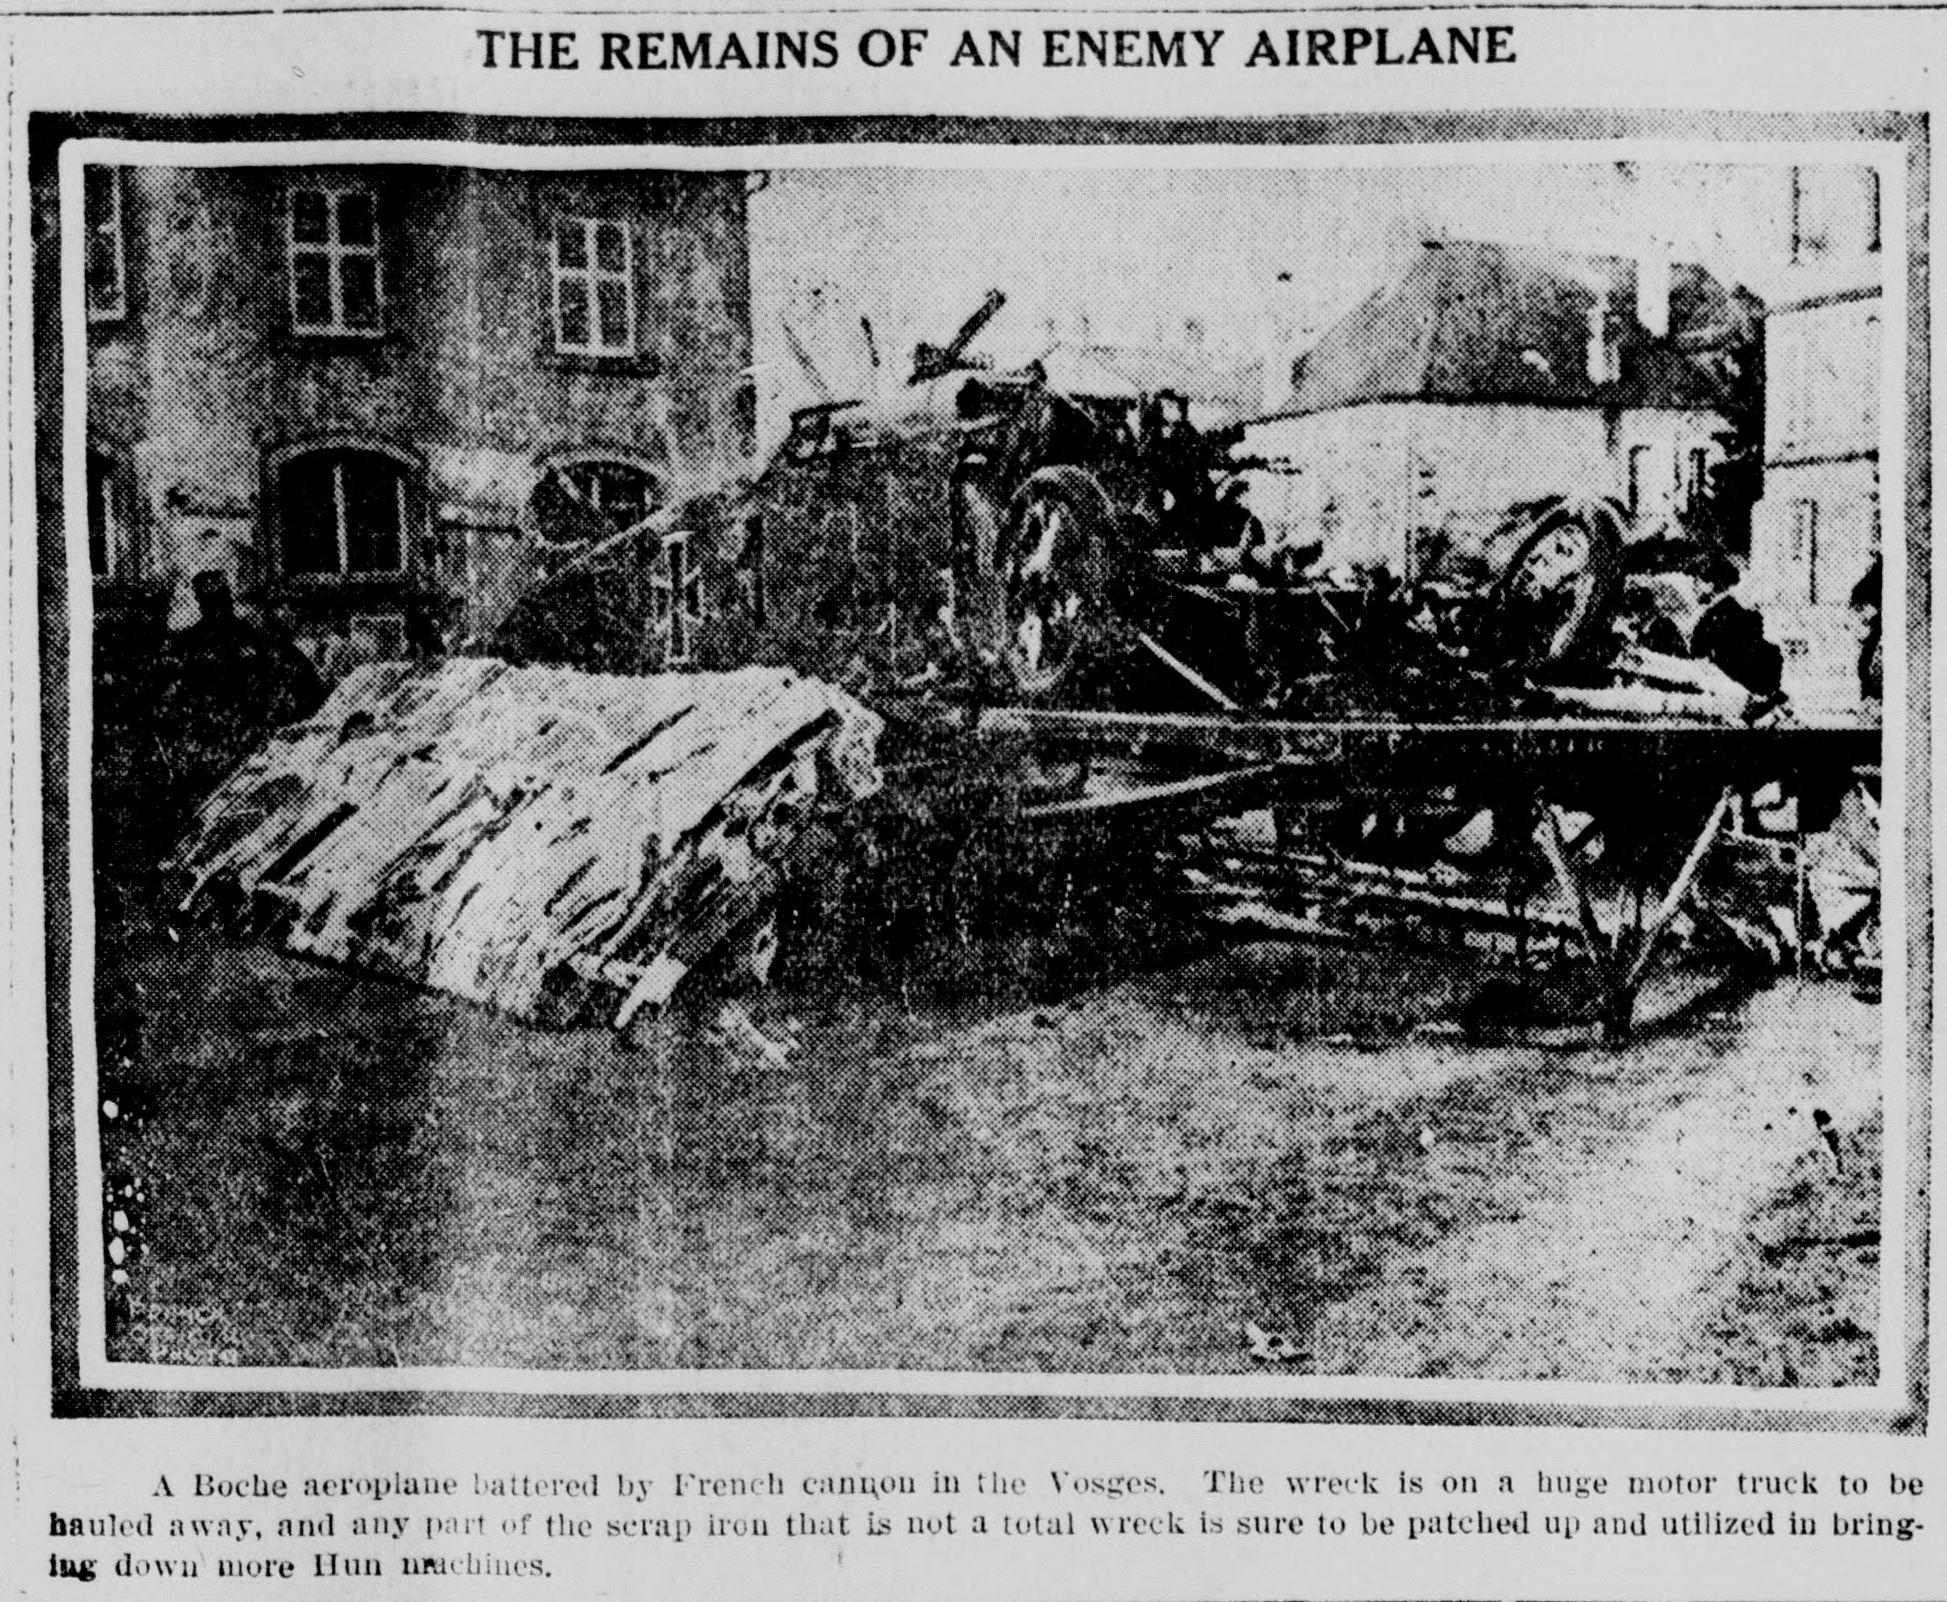 THE REMAINS OF AN ENEMY AIRPLANE
A Boche aeroplane battered by French cannon in the Vosges. The wreck is on a huge motor truck to be
hauled away, and any part of the scrap iron that is not a total wreck is sure to be patched up and utilized in bring-
ing down more Hun machines.